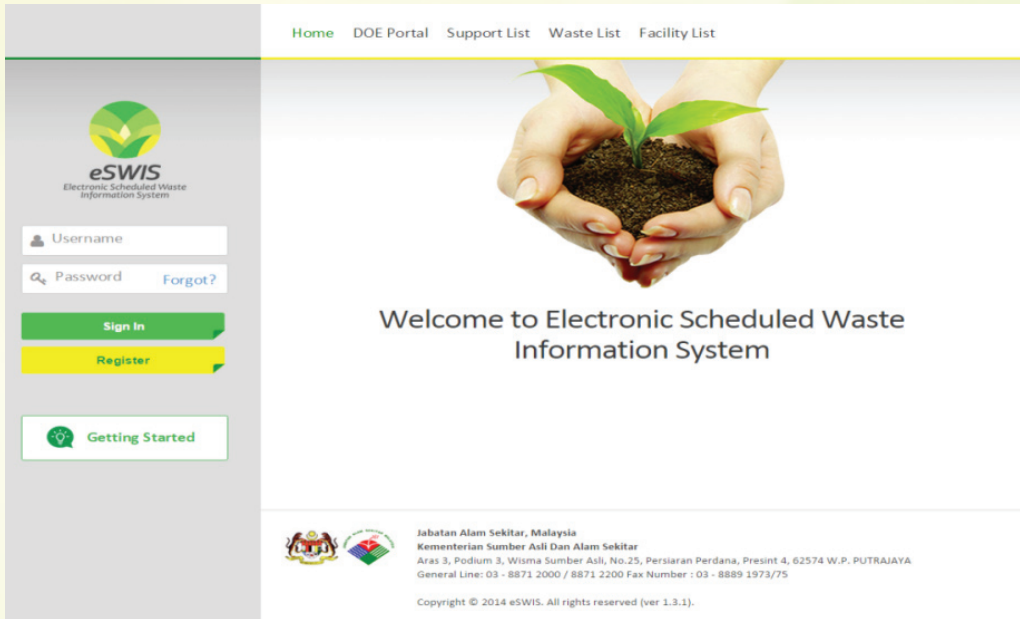 Home DOE Portal Support List Waste List Facility List
eSWIS
Electronic Scheduled Waste
Information System
Username
Password Forgot?
Sign In
Register
Getting Started
Welcome to Electronic Scheduled Waste
Information System
Jabatan Alam Sekitar, Malaysia
Kementerian Sumber Asli Dan Alam Sekitar
Aras 3, Podium 3, Wisma Sumber Asli, No.25, Persiaran Perdana, Presint 4, 62574 W.P. PUTRAJAYA
General Line: 03 - 8871 2000 / 8871 2200 Fax Number : 03 - 8889 1973/75
Copyright © 2014 eSWIS. All rights reserved (ver 1.3.1).